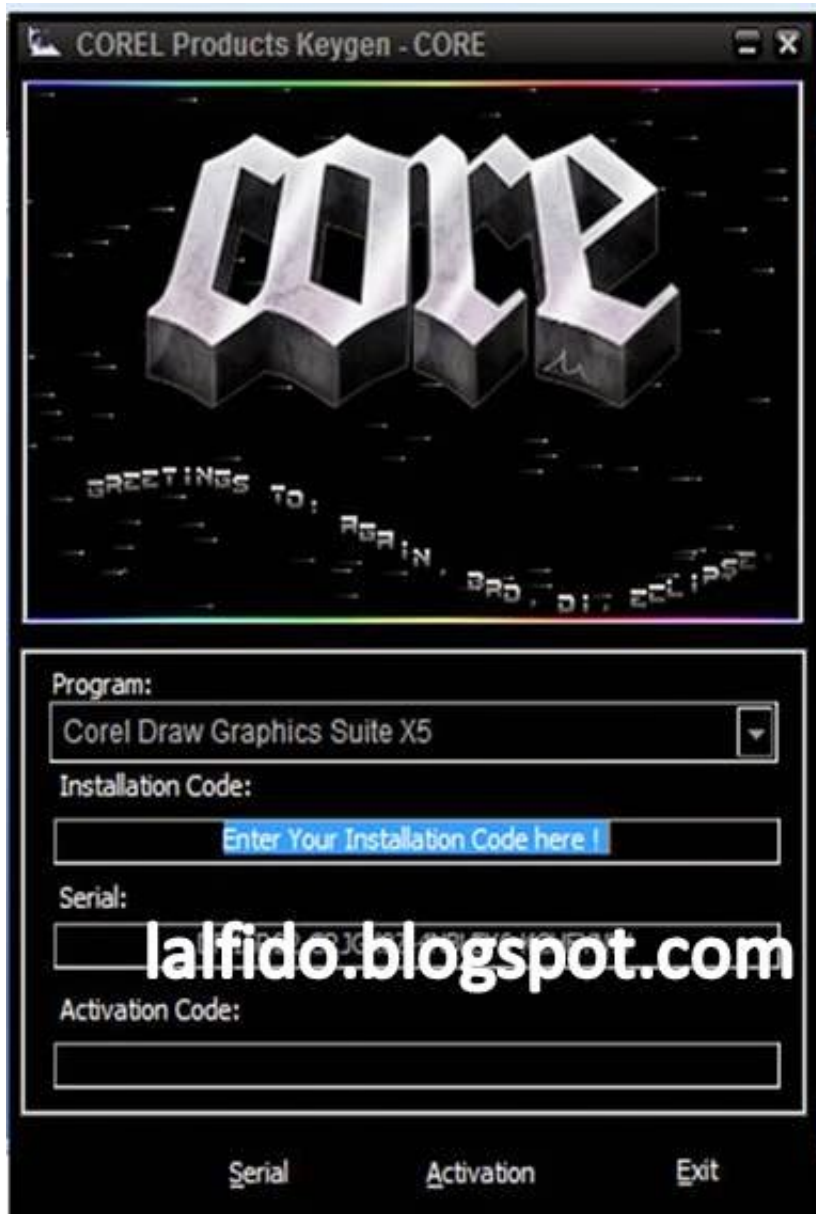 COREL Products Keygen - CORE
core
GREETINGS TO: AGAiN, BRD, Di, ECLiPSE,
Program:
Corel Draw Graphics Suite X5
Installation Code:
Enter Your Installation Code here !
Serial:
lalfido.blogspot.com
Activation Code:
Serial Activation Exit